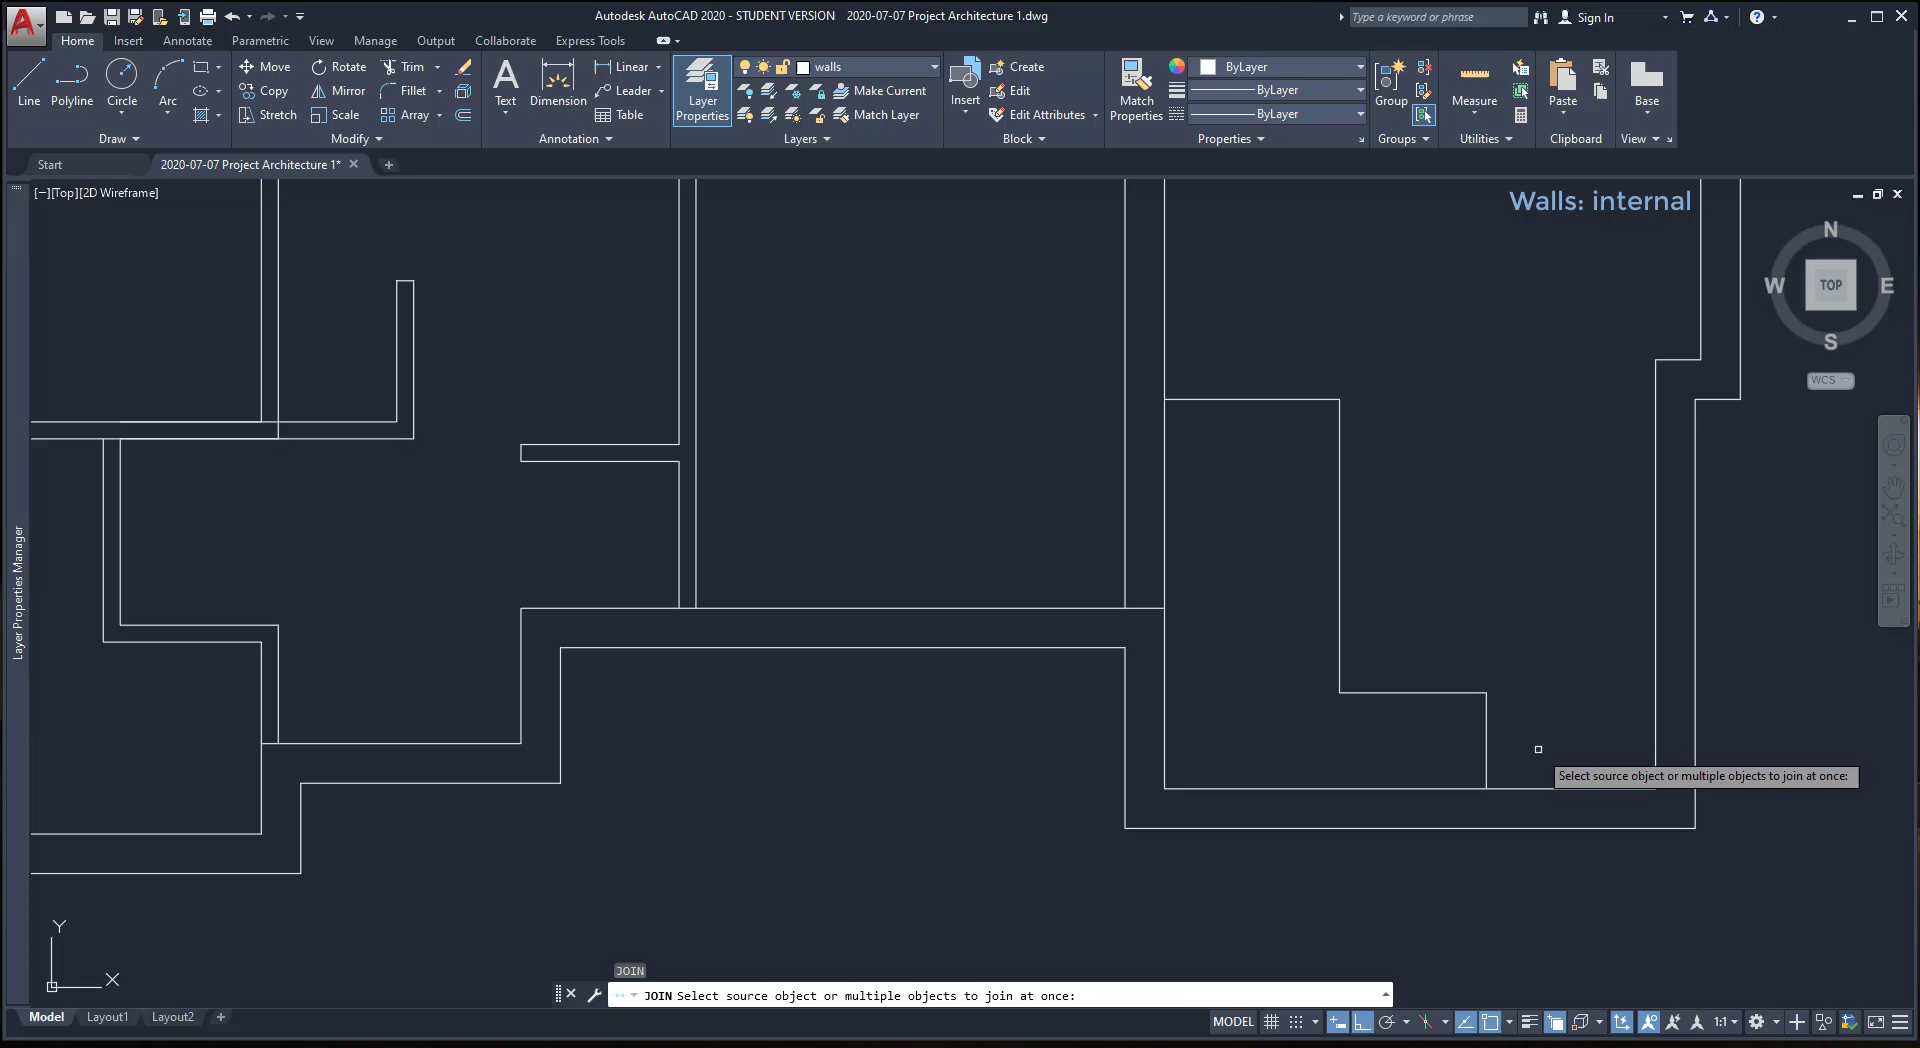 Autodesk AutoCAD 2020 - STUDENT VERSION 2020-07-07 Project Architecture 1.dwg
Type a keyword or phrase
Sign In
Home Insert Annotate Parametric View Manage Output Collaborate Express Tools
Line Polyline Circle Arc
Move Rotate Trim
Copy Mirror Fillet
Stretch Scale Array
Text Dimension
Linear
Leader
Table
Layer Properties
walls
Make Current
Match Layer
Insert
Create
Edit
Edit Attributes
Match Properties
ByLayer
ByLayer
ByLayer
Group
Measure
Paste
Base
Draw Modify Annotation Layers Block Properties Groups Utilities Clipboard View
Start 2020-07-07 Project Architecture 1*
[−][Top][2D Wireframe]
Walls: internal
N
W TOP E
S
WCS
Layer Properties Manager
Select source object or multiple objects to join at once:
Y
X
JOIN
JOIN Select source object or multiple objects to join at once:
Model Layout1 Layout2
MODEL
1:1